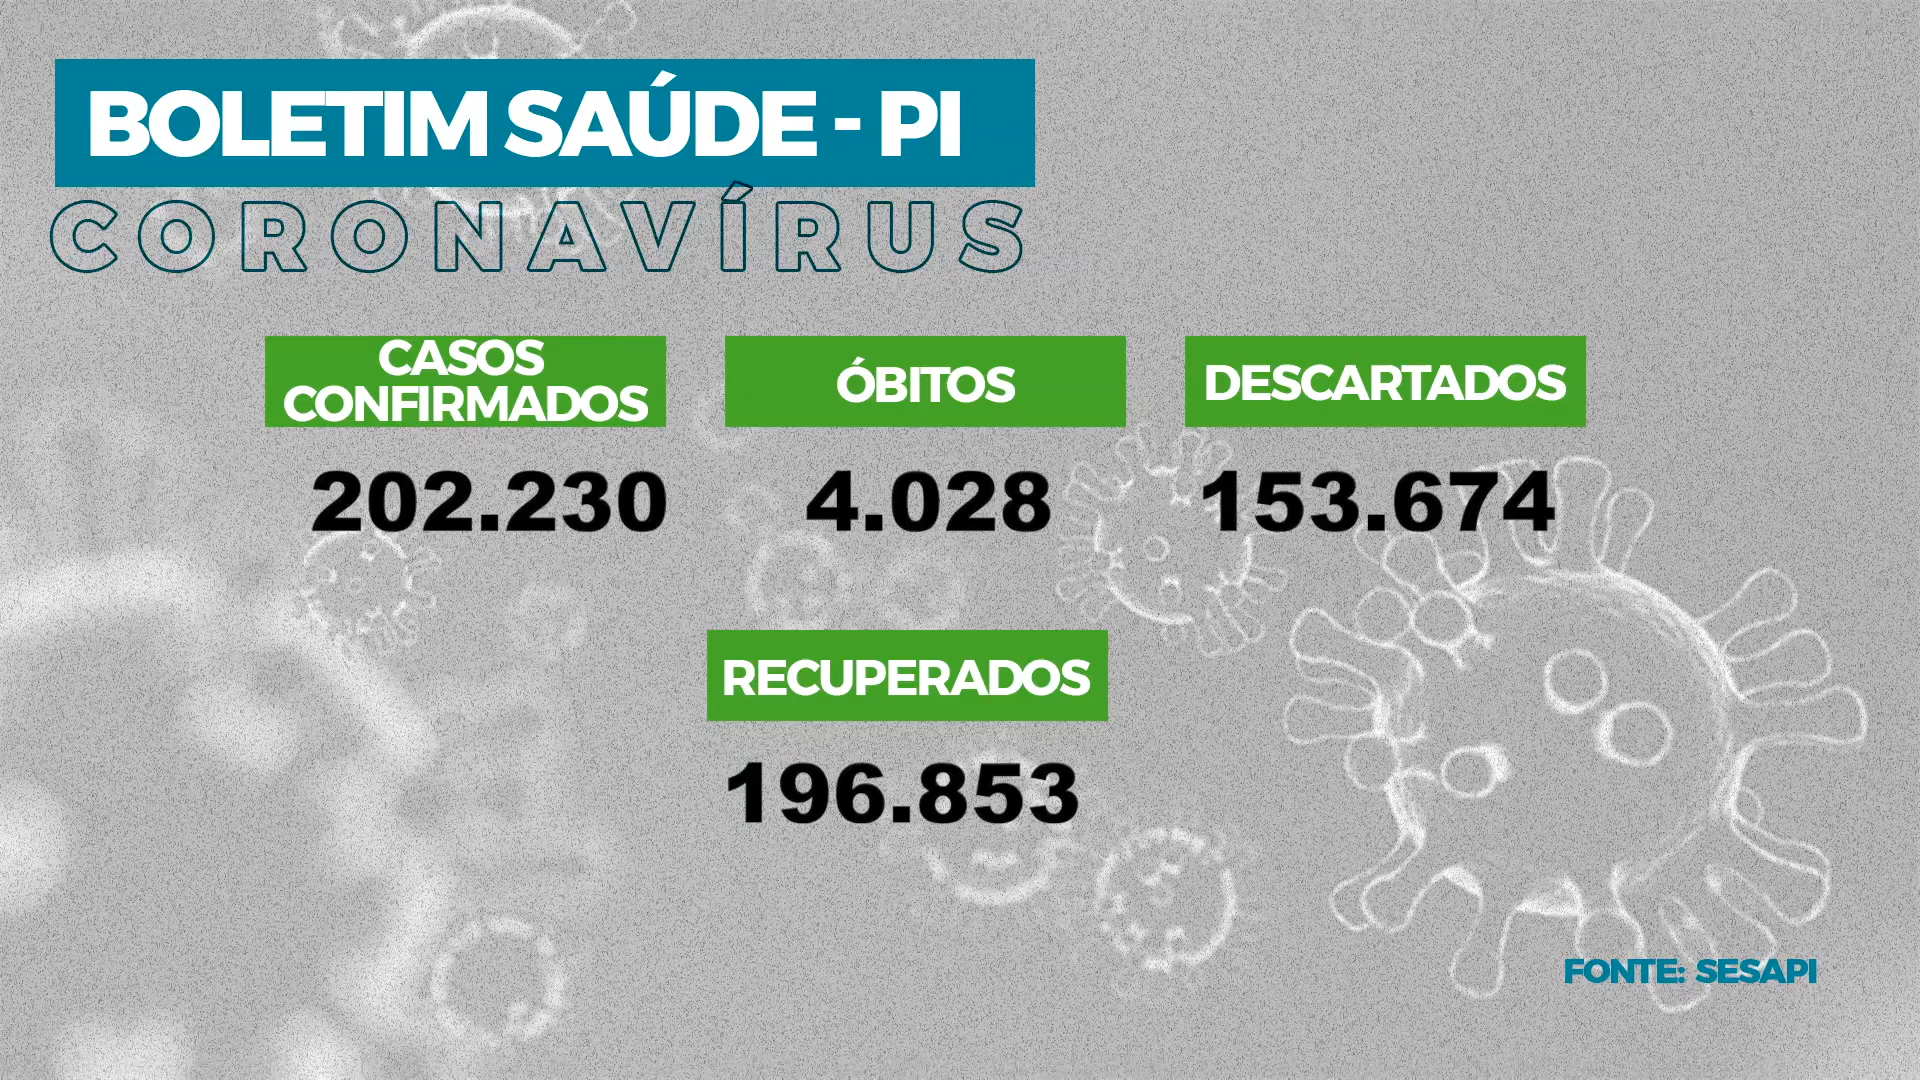 BOLETIM SAÚDE - PI
CORONAVÍRUS
CASOS
CONFIRMADOS
202.230
ÓBITOS
4.028
DESCARTADOS
153.674
RECUPERADOS
196.853
FONTE: SESAPI